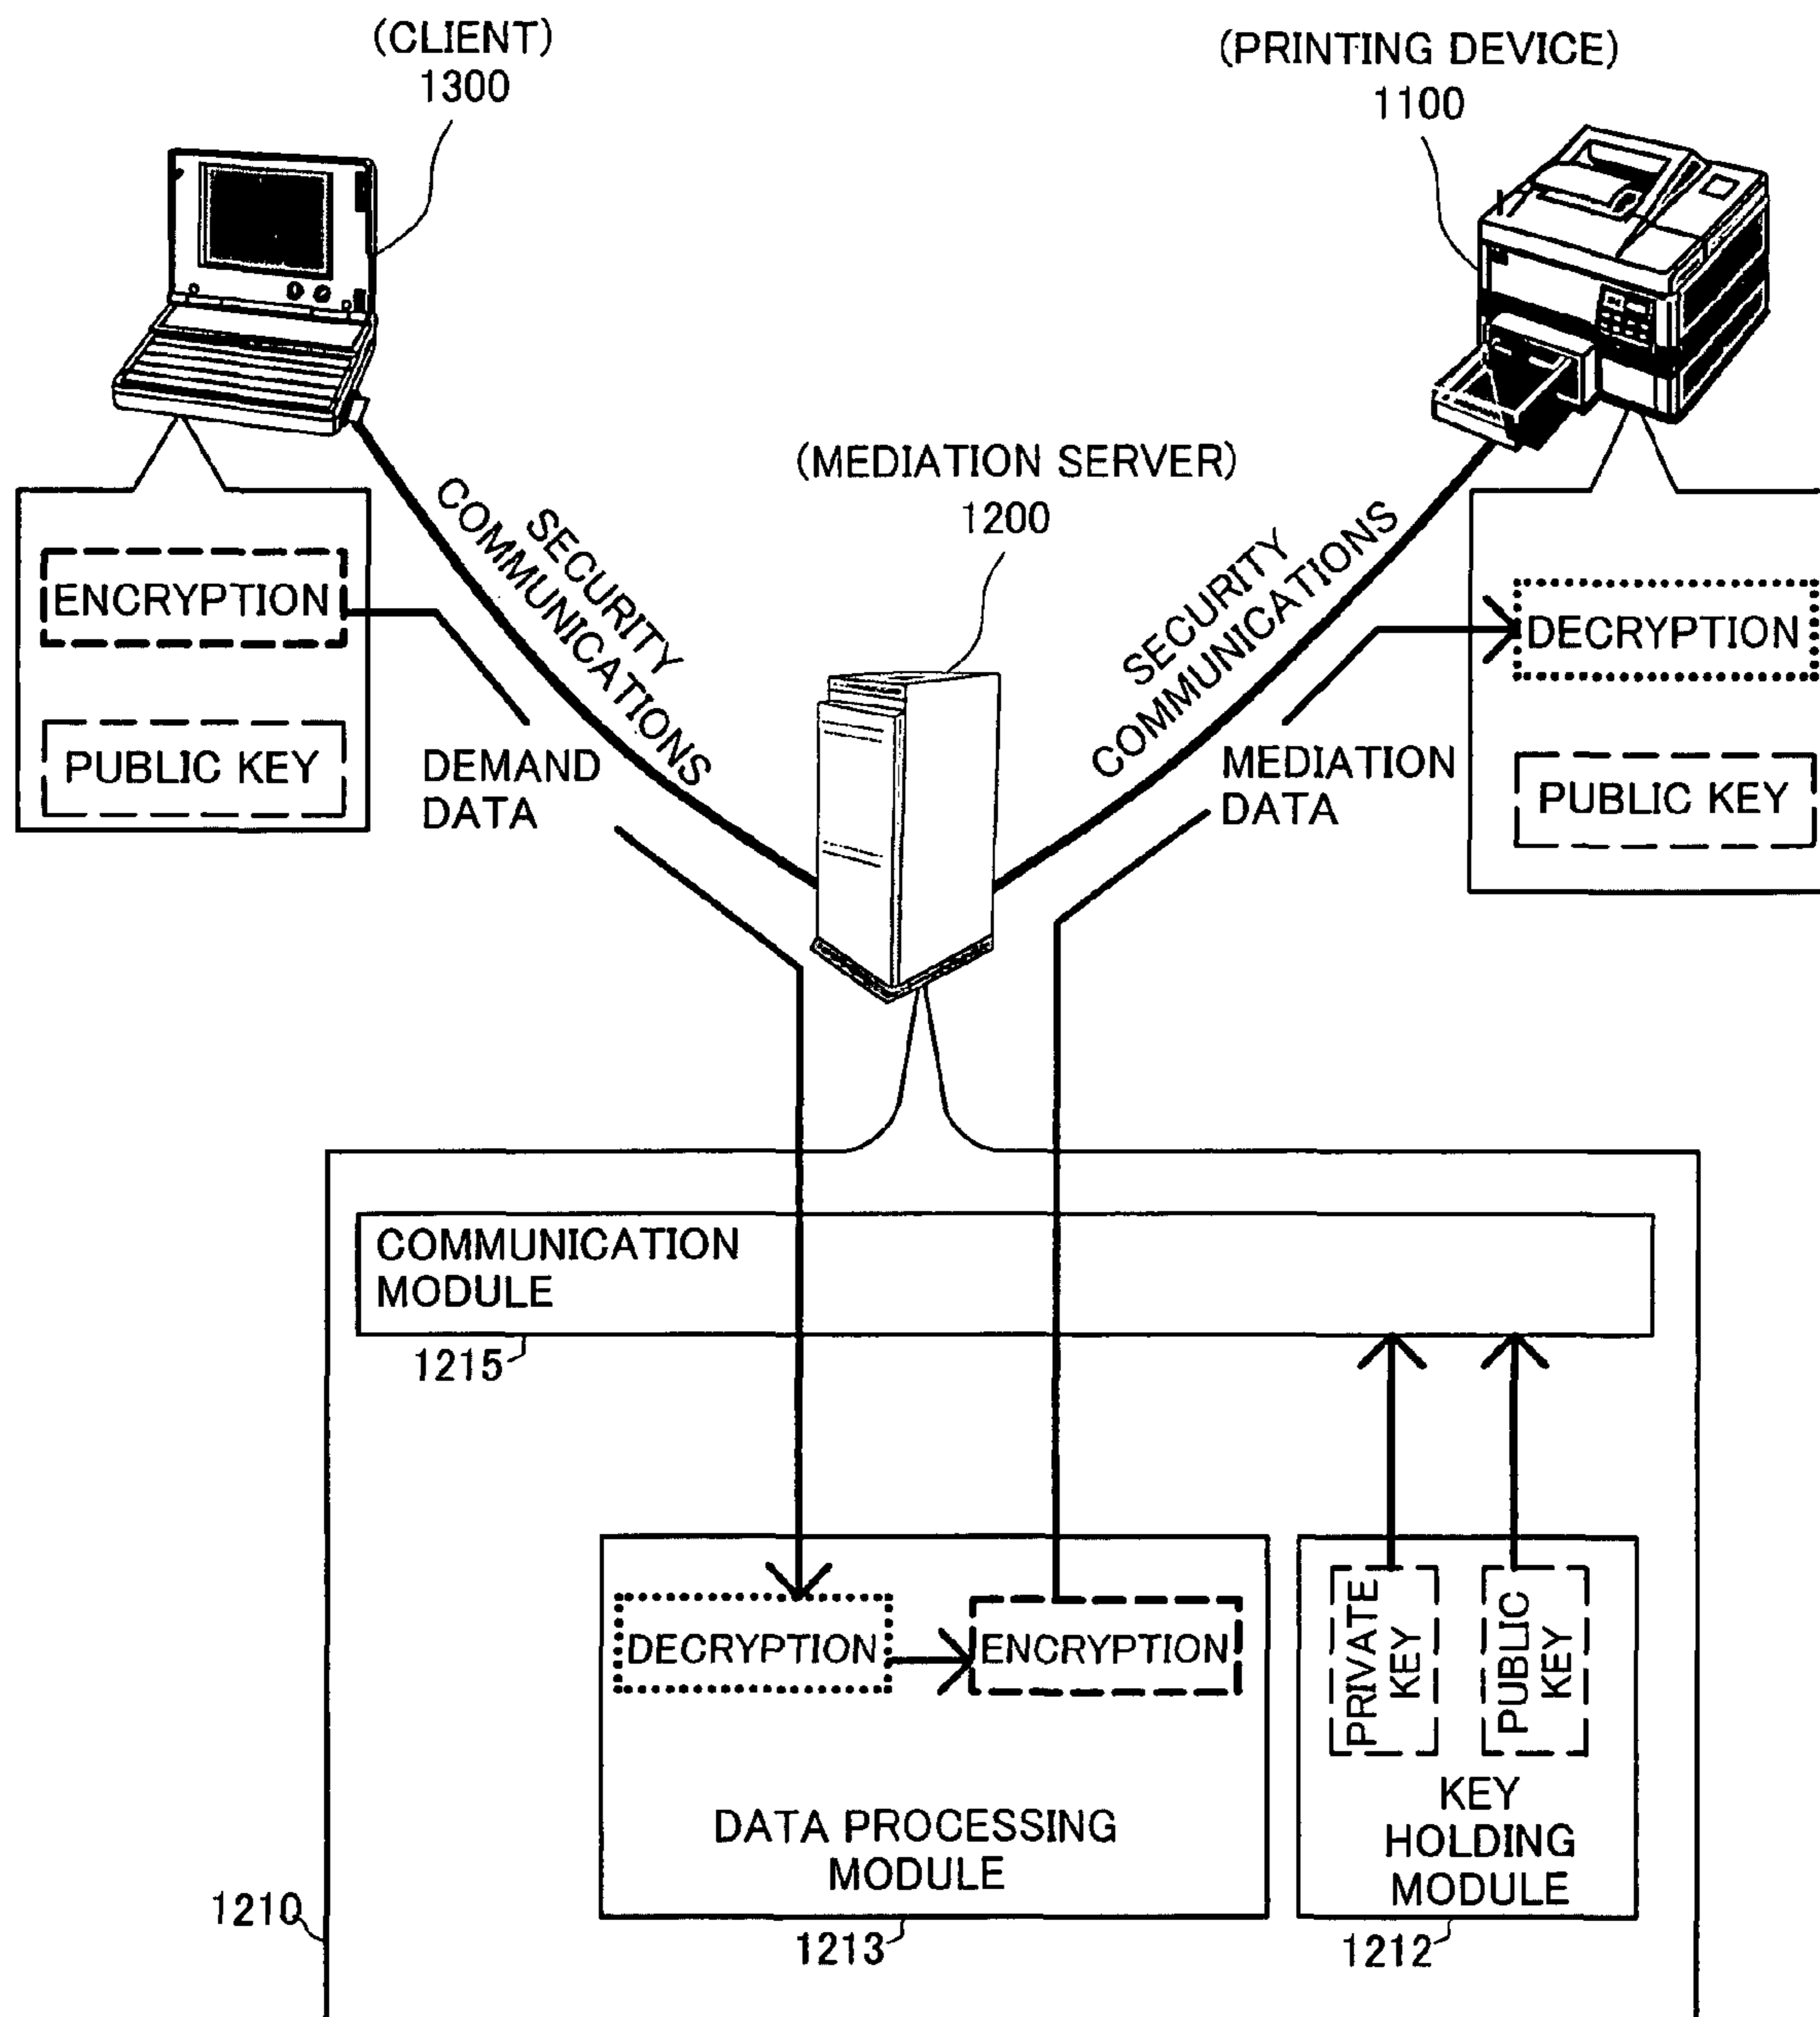 (CLIENT)
1300
(PRINTING DEVICE)
1100
(MEDIATION SERVER)
1200
SECURITY
COMMUNICATIONS
SECURITY
COMMUNICATIONS
ENCRYPTION
PUBLIC KEY
DEMAND
DATA
MEDIATION
DATA
DECRYPTION
PUBLIC KEY
COMMUNICATION
MODULE
1215
DECRYPTION
ENCRYPTION
DATA PROCESSING
MODULE
1213
PRIVATE
KEY
PUBLIC
KEY
KEY
HOLDING
MODULE
1212
1210